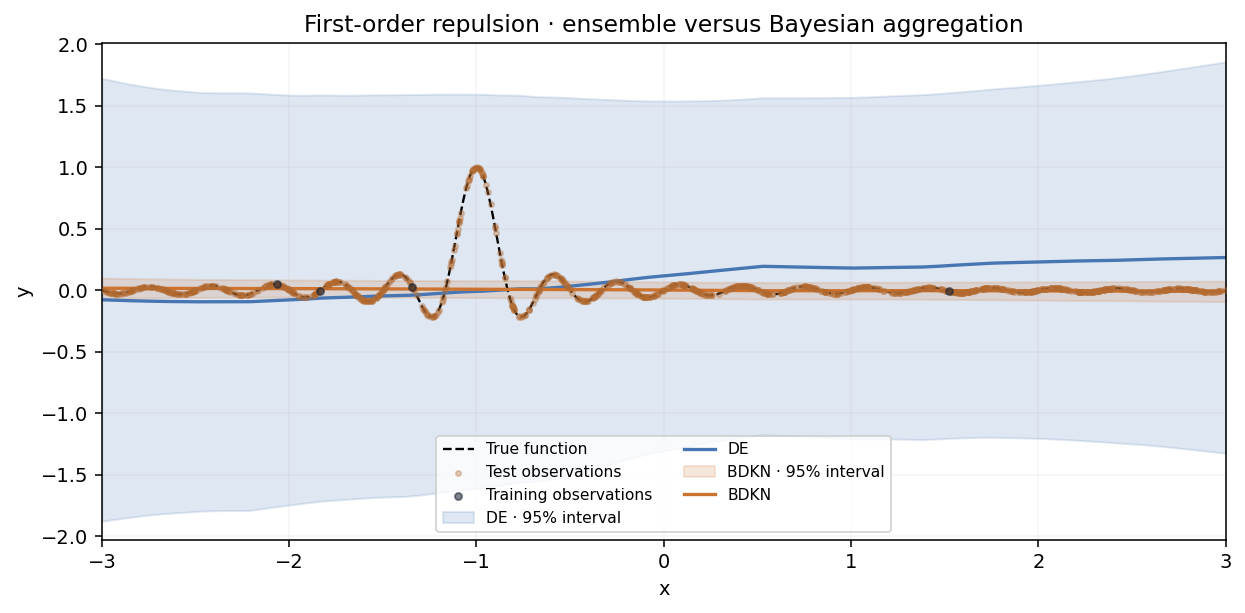 First-order repulsion · ensemble versus Bayesian aggregation
2.0
1.5
1.0
0.5
0.0
−0.5
−1.0
−1.5
−2.0
y
True function
Test observations
Training observations
DE · 95% interval
DE
BDKN · 95% interval
BDKN
−3
−2
−1
0
1
2
3
x